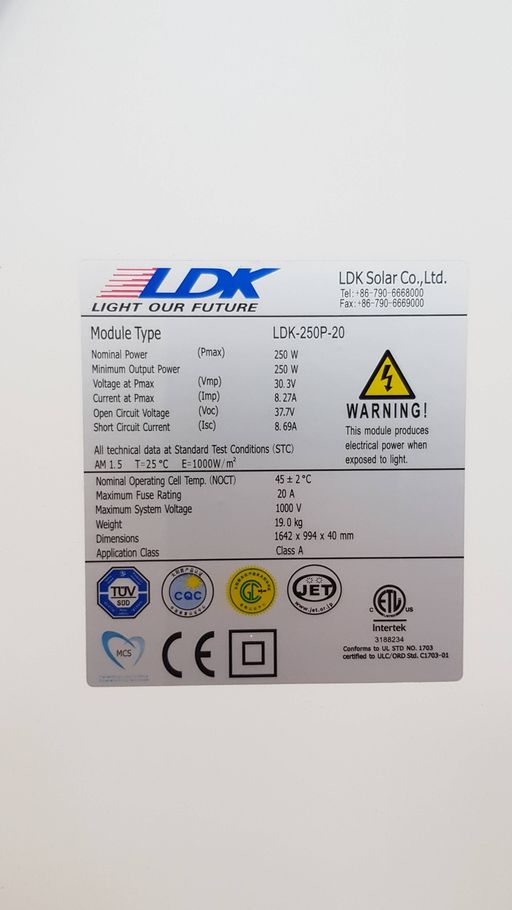 LDK
LIGHT OUR FUTURE
LDK Solar Co.,Ltd.
Tel:+86-790-6668000
Fax:+86-790-6669000
Module Type LDK-250P-20
Nominal Power (Pmax) 250 W
Minimum Output Power 250 W
Voltage at Pmax (Vmp) 30.3V
Current at Pmax (Imp) 8.27A
Open Circuit Voltage (Voc) 37.7V
Short Circuit Current (Isc) 8.69A
All technical data at Standard Test Conditions (STC)
AM 1.5 T=25°C E=1000W/m²
WARNING!
This module produces
electrical power when
exposed to light.
Nominal Operating Cell Temp. (NOCT) 45 ± 2°C
Maximum Fuse Rating 20 A
Maximum System Voltage 1000 V
Weight 19.0 kg
Dimensions 1642 x 994 x 40 mm
Application Class Class A
TÜV
SÜD
CQC
JET
www.jet.or.jp
C ETL US
Intertek
3188234
Conforms to UL STD NO. 1703
certified to ULC/ORD Std. C1703-01
MCS
CE